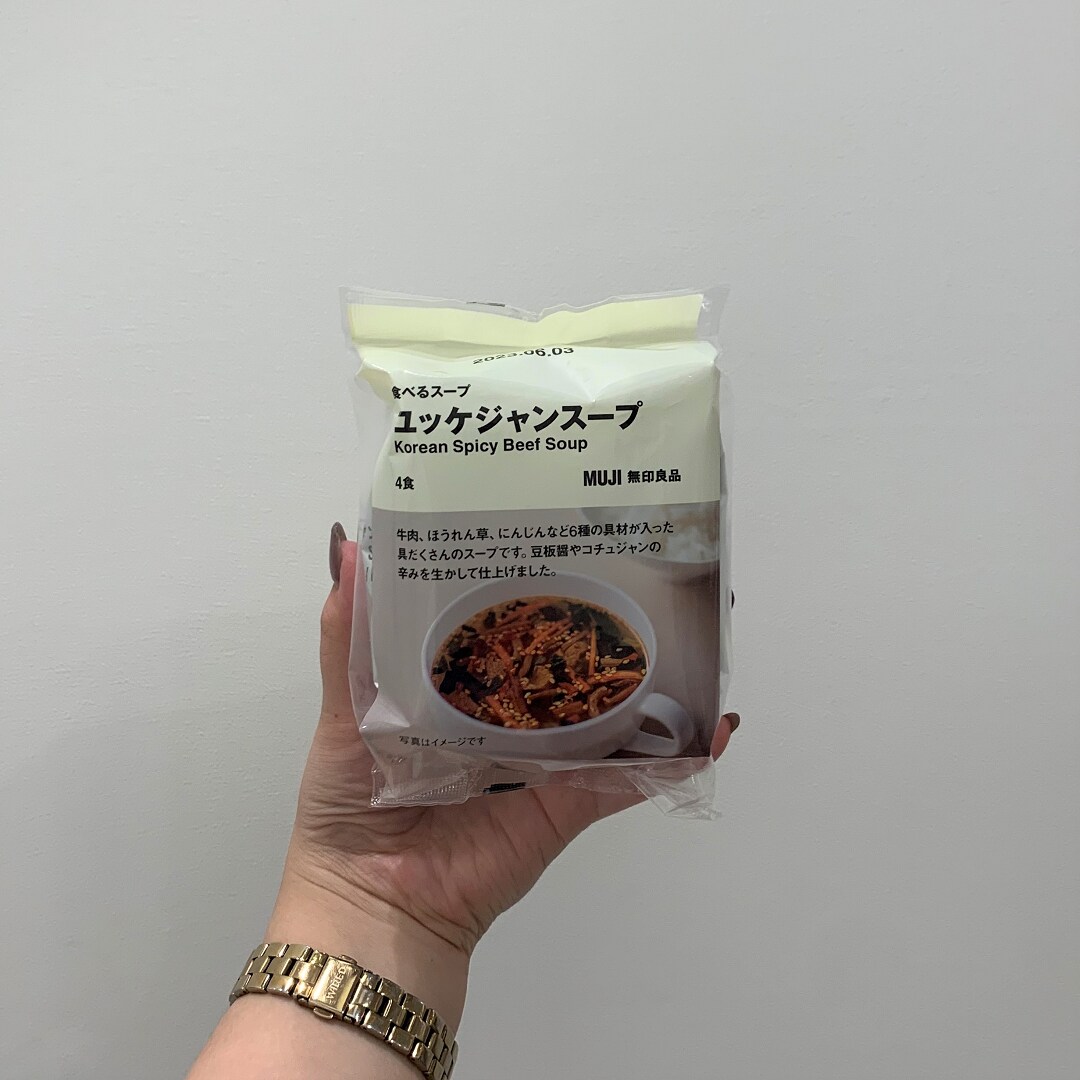 2023.06.03
食べるスープ
ユッケジャンスープ
Korean Spicy Beef Soup
4食
MUJI 無印良品
牛肉、ほうれん草、にんじんなど6種の具材が入った
具だくさんのスープです。豆板醤やコチュジャンの
辛みを生かして仕上げました。
写真はイメージです